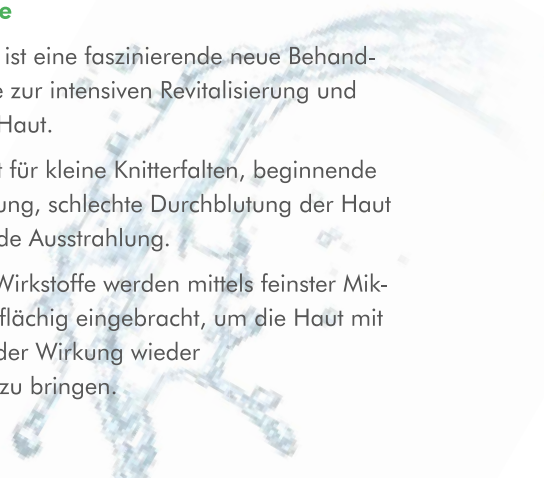 e
ist eine faszinierende neue Behand-
e zur intensiven Revitalisierung und
Haut.
t für kleine Knitterfalten, beginnende
ung, schlechte Durchblutung der Haut
de Ausstrahlung.
Wirkstoffe werden mittels feinster Mik-
flächig eingebracht, um die Haut mit
der Wirkung wieder
zu bringen.